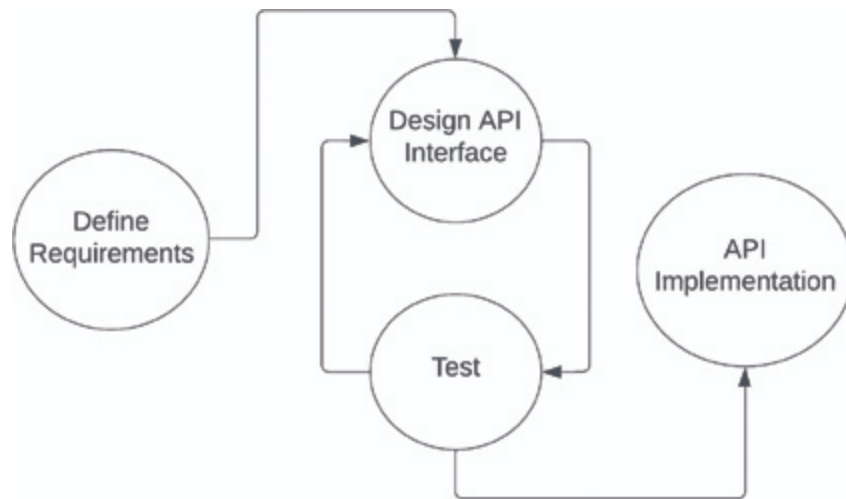 Define
Requirements
Design API
Interface
Test
API
Implementation